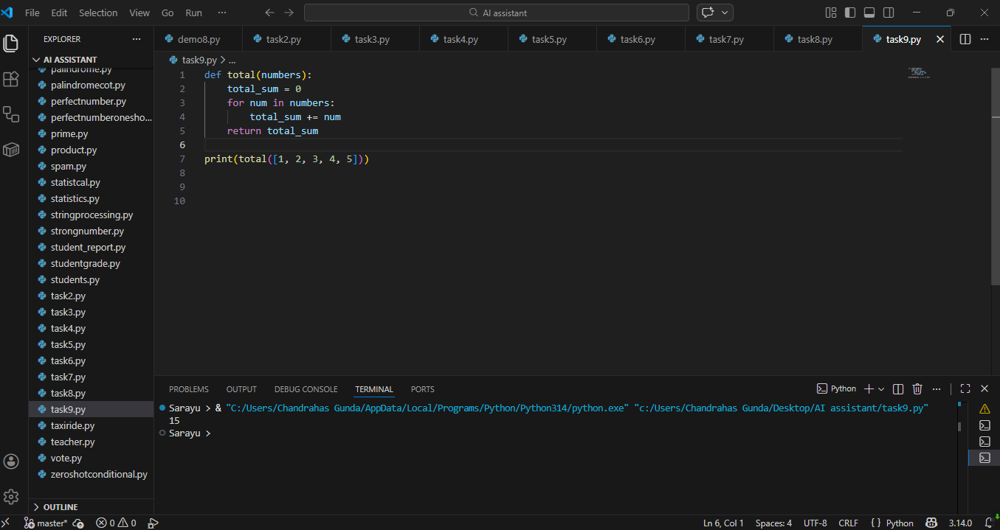 File Edit Selection View Go Run ··· AI assistant
EXPLORER ···
AI ASSISTANT
palindrome.py
palindromecot.py
perfectnumber.py
perfectnumberonesho...
prime.py
product.py
spam.py
statistcal.py
statistics.py
stringprocessing.py
strongnumber.py
student_report.py
studentgrade.py
students.py
task2.py
task3.py
task4.py
task5.py
task6.py
task7.py
task8.py
task9.py
taxiride.py
teacher.py
vote.py
zeroshotconditional.py
OUTLINE
demo8.py task2.py task3.py task4.py task5.py task6.py task7.py task8.py task9.py
task9.py > ...
1 def total(numbers):
2     total_sum = 0
3     for num in numbers:
4         total_sum += num
5     return total_sum
6
7 print(total([1, 2, 3, 4, 5]))
8
9
10
PROBLEMS OUTPUT DEBUG CONSOLE TERMINAL PORTS Python
Sarayu > & "C:/Users/Chandrahas Gunda/AppData/Local/Programs/Python/Python314/python.exe" "c:/Users/Chandrahas Gunda/Desktop/AI assistant/task9.py"
15
Sarayu >
master* 0 0 Ln 6, Col 1 Spaces: 4 UTF-8 CRLF { } Python 3.14.0